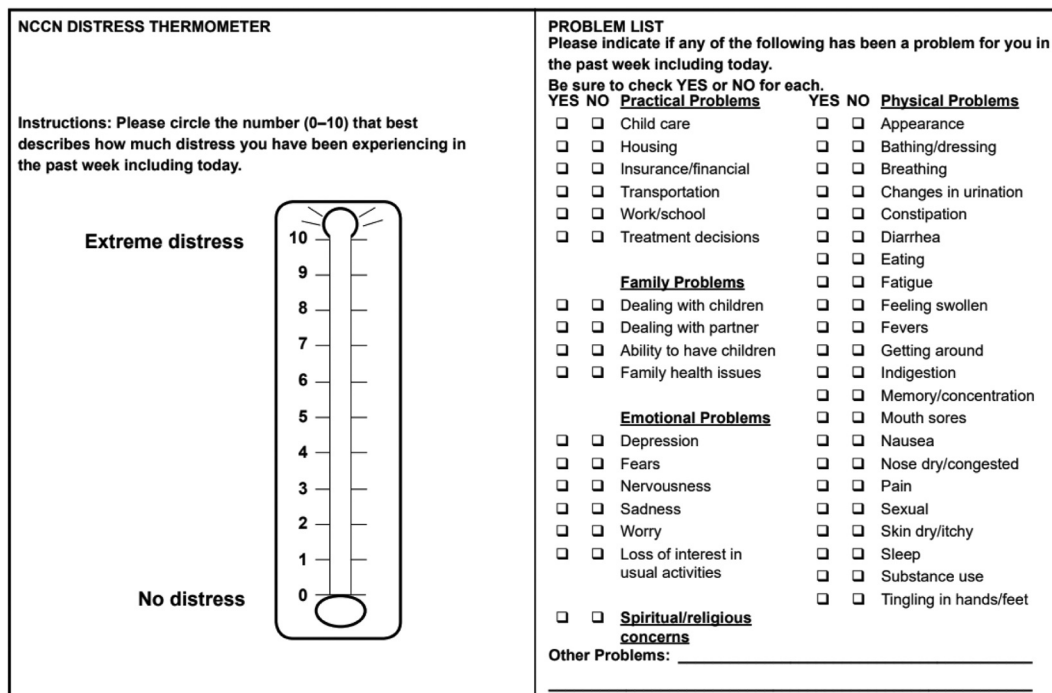 NCCN DISTRESS THERMOMETER
Instructions: Please circle the number (0–10) that best
describes how much distress you have been experiencing in
the past week including today.
Extreme distress
10
9
8
7
6
5
4
3
2
1
0
No distress
PROBLEM LIST
Please indicate if any of the following has been a problem for you in
the past week including today.
Be sure to check YES or NO for each.
YES NO Practical Problems
Child care
Housing
Insurance/financial
Transportation
Work/school
Treatment decisions
Family Problems
Dealing with children
Dealing with partner
Ability to have children
Family health issues
Emotional Problems
Depression
Fears
Nervousness
Sadness
Worry
Loss of interest in
usual activities
Spiritual/religious
concerns
YES NO Physical Problems
Appearance
Bathing/dressing
Breathing
Changes in urination
Constipation
Diarrhea
Eating
Fatigue
Feeling swollen
Fevers
Getting around
Indigestion
Memory/concentration
Mouth sores
Nausea
Nose dry/congested
Pain
Sexual
Skin dry/itchy
Sleep
Substance use
Tingling in hands/feet
Other Problems: